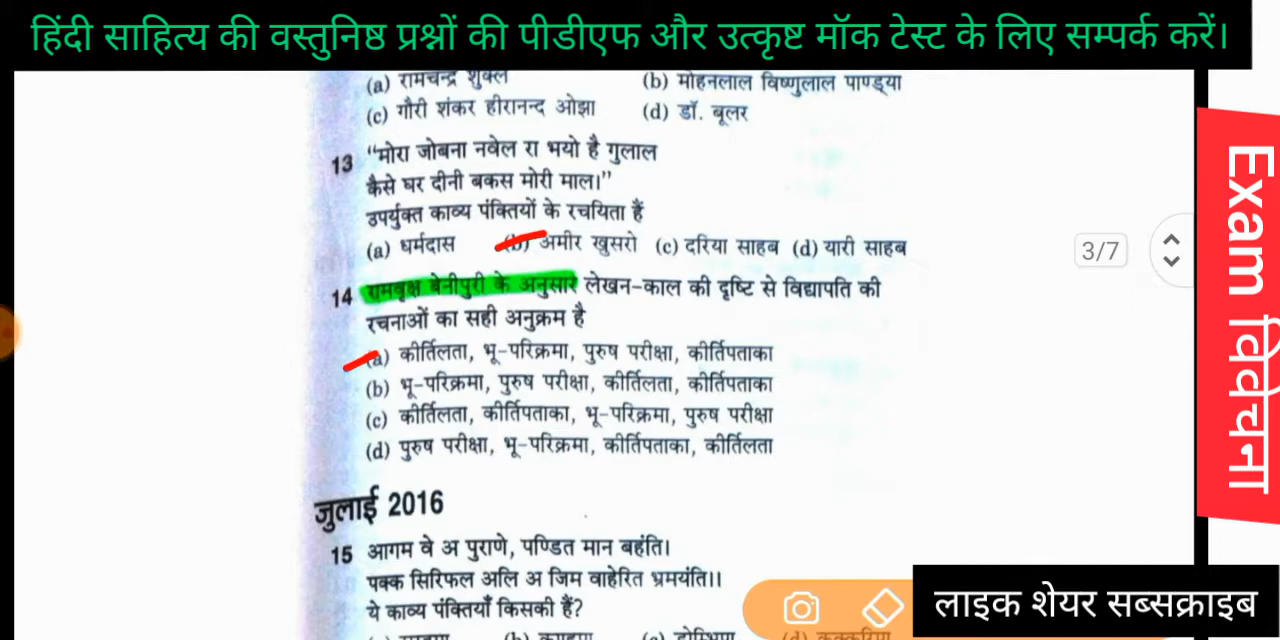 हिंदी साहित्य की वस्तुनिष्ठ प्रश्नों की पीडीएफ और उत्कृष्ट मॉक टेस्ट के लिए सम्पर्क करें।
(a) रामचन्द्र शुक्ल (b) मोहनलाल विष्णुलाल पाण्ड्या
(c) गौरी शंकर हीरानन्द ओझा (d) डॉ. बूलर
13 “मोरा जोबना नवेल रा भयो है गुलाल
कैसे घर दीनी बकस मोरी माल।”
उपर्युक्त काव्य पंक्तियों के रचयिता हैं
(a) धर्मदास (b) अमीर खुसरो (c) दरिया साहब (d) यारी साहब
14 रामवृक्ष बेनीपुरी के अनुसार लेखन-काल की दृष्टि से विद्यापति की
रचनाओं का सही अनुक्रम है
(a) कीर्तिलता, भू-परिक्रमा, पुरुष परीक्षा, कीर्तिपताका
(b) भू-परिक्रमा, पुरुष परीक्षा, कीर्तिलता, कीर्तिपताका
(c) कीर्तिलता, कीर्तिपताका, भू-परिक्रमा, पुरुष परीक्षा
(d) पुरुष परीक्षा, भू-परिक्रमा, कीर्तिपताका, कीर्तिलता
जुलाई 2016
15 आगम वे अ पुराणे, पण्डित मान बहंति।
पक्क सिरिफल अलि अ जिम वाहेरित भ्रमयंति।।
ये काव्य पंक्तियाँ किसकी हैं?
3/7
Exam विवेचना
लाइक शेयर सब्सक्राइब